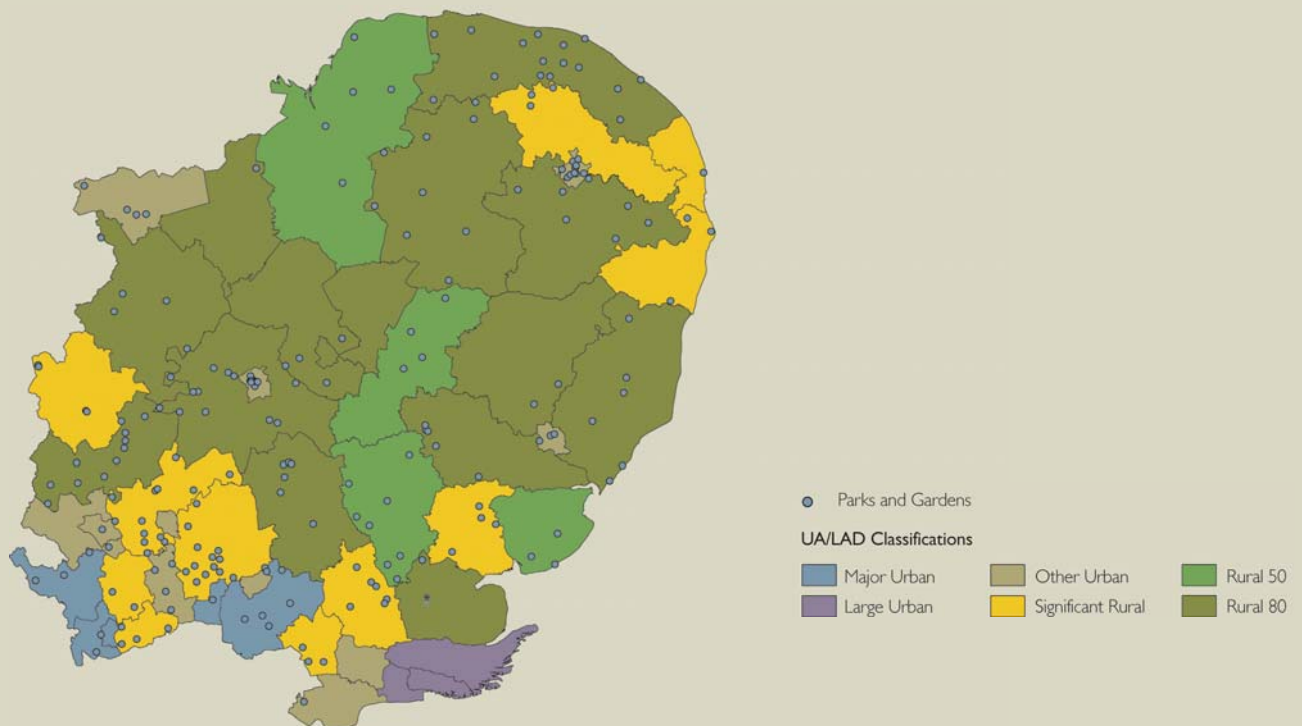 Parks and Gardens
UA/LAD Classifications
Major Urban
Other Urban
Rural 50
Large Urban
Significant Rural
Rural 80